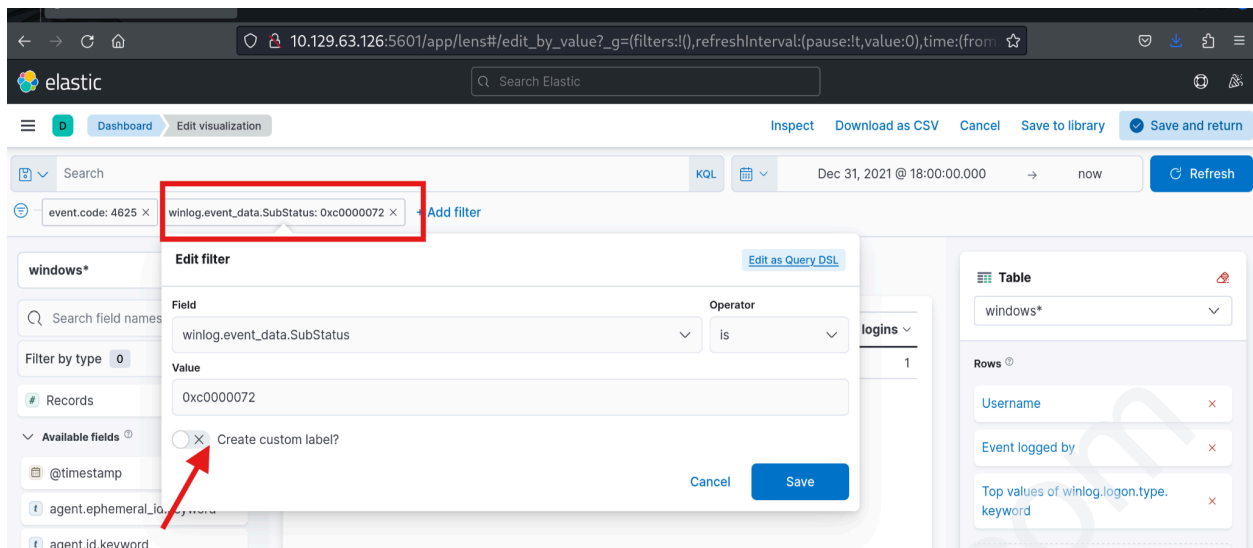 10.129.63.126:5601/app/lens#/edit_by_value?_g=(filters:!(),refreshInterval:(pause:!t,value:0),time:(from
elastic
Search Elastic
D Dashboard Edit visualization Inspect Download as CSV Cancel Save to library Save and return
Search KQL Dec 31, 2021 @ 18:00:00.000 → now Refresh
event.code: 4625 × winlog.event_data.SubStatus: 0xc0000072 × + Add filter
windows*
Search field names
Filter by type 0
# Records
Available fields
@timestamp
t agent.ephemeral_id.keyword
t agent.id.keyword
Edit filter Edit as Query DSL
Field Operator
winlog.event_data.SubStatus is
Value
0xc0000072
Create custom label?
Cancel Save
logins
1
Table
windows*
Rows
Username ×
Event logged by ×
Top values of winlog.logon.type.
keyword ×